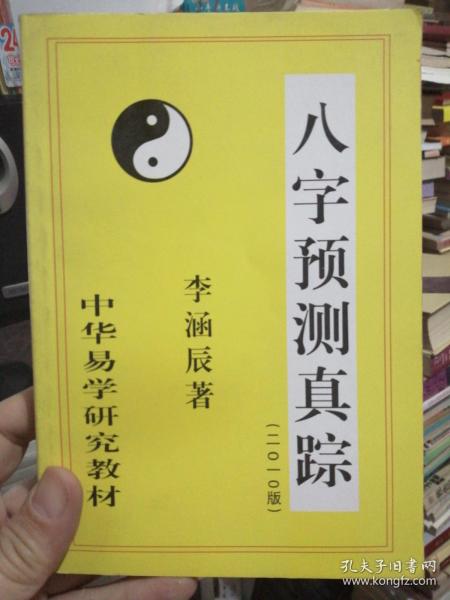 八字预测真踪
(二〇一〇版)
李涵辰著
中华易学研究教材
24
孔夫子旧书网
www.kongfz.com